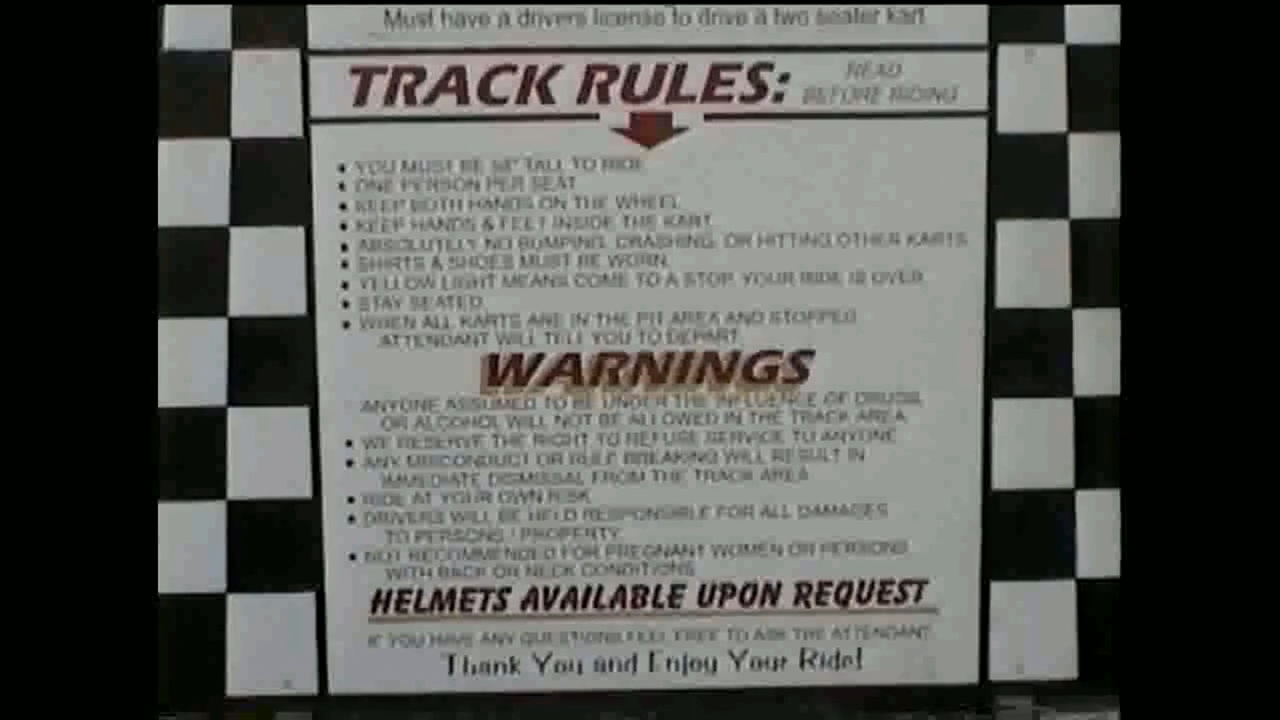 Must have a drivers license to drive a two seater kart
TRACK RULES:
READ
BEFORE RIDING
• YOU MUST BE 58" TALL TO RIDE
• ONE PERSON PER SEAT
• KEEP BOTH HANDS ON THE WHEEL
• KEEP HANDS & FEET INSIDE THE KART
• ABSOLUTELY NO BUMPING, CRASHING, OR HITTING OTHER KARTS
• SHIRTS & SHOES MUST BE WORN
• YELLOW LIGHT MEANS COME TO A STOP, YOUR RIDE IS OVER
• STAY SEATED
• WHEN ALL KARTS ARE IN THE PIT AREA AND STOPPED
ATTENDANT WILL TELL YOU TO DEPART
WARNINGS
ANYONE ASSUMED TO BE UNDER THE INFLUENCE OF DRUGS,
OR ALCOHOL WILL NOT BE ALLOWED IN THE TRACK AREA
• WE RESERVE THE RIGHT TO REFUSE SERVICE TO ANYONE
• ANY MISCONDUCT OR RULE BREAKING WILL RESULT IN
IMMEDIATE DISMISSAL FROM THE TRACK AREA
• RIDE AT YOUR OWN RISK
• DRIVERS WILL BE HELD RESPONSIBLE FOR ALL DAMAGES
TO PERSONS / PROPERTY
• NOT RECOMMENDED FOR PREGNANT WOMEN OR PERSONS
WITH BACK OR NECK CONDITIONS
HELMETS AVAILABLE UPON REQUEST
IF YOU HAVE ANY QUESTIONS FEEL FREE TO ASK THE ATTENDANT
Thank You and Enjoy Your Ride!